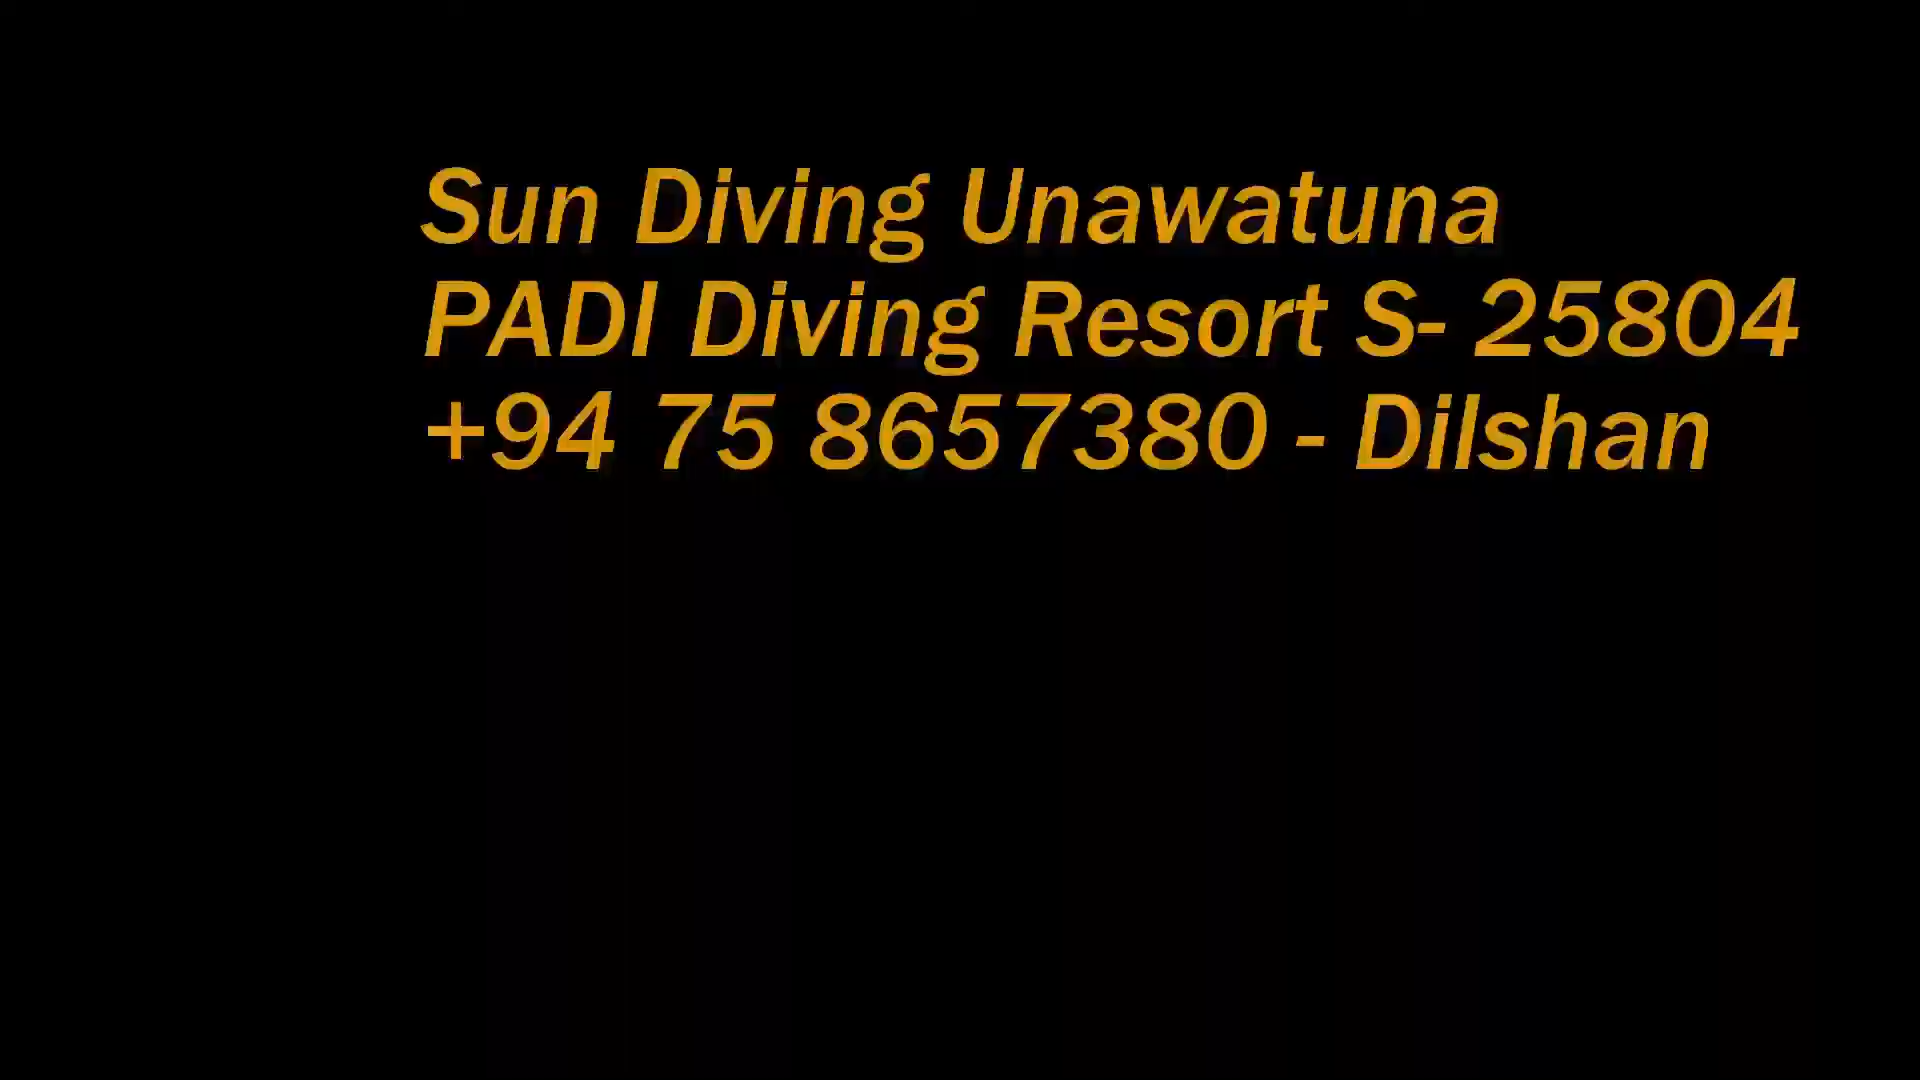 Sun Diving Unawatuna
PADI Diving Resort S- 25804
+94 75 8657380 - Dilshan